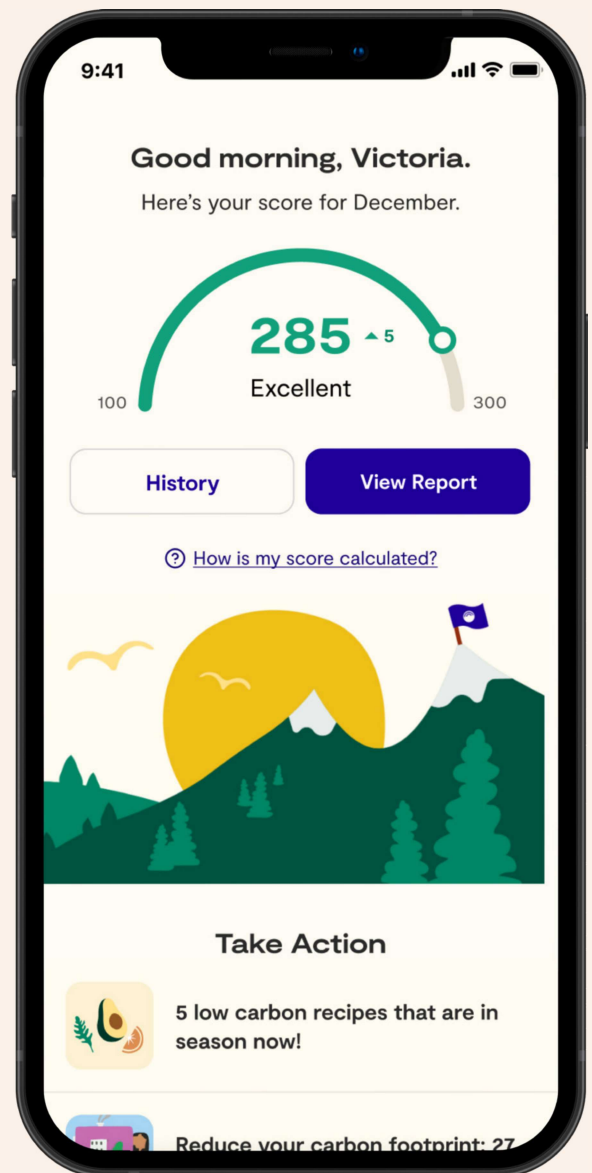 9:41
Good morning, Victoria.
Here's your score for December.
285 5
Excellent
100 300
History View Report
How is my score calculated?
Take Action
5 low carbon recipes that are in
season now!
Reduce your carbon footprint: 27